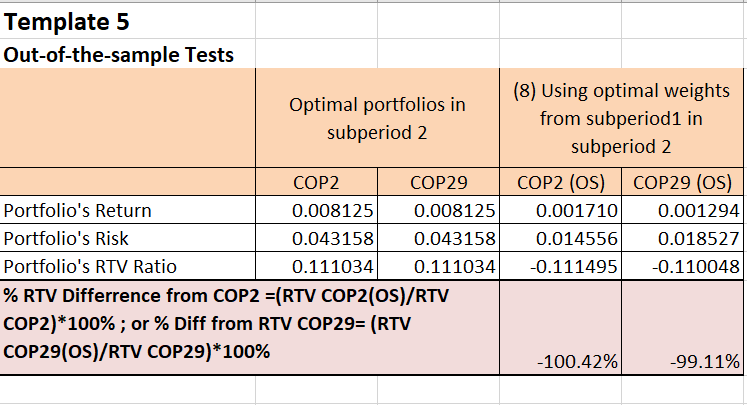 Template 5
Out-of-the-sample Tests
Optimal portfolios in
subperiod 2
(8) Using optimal weights
from subperiod1 in
subperiod 2
COP2 COP29 COP2 (OS) COP29 (OS)
Portfolio's Return 0.008125 0.008125 0.001710 0.001294
Portfolio's Risk 0.043158 0.043158 0.014556 0.018527
Portfolio's RTV Ratio 0.111034 0.111034 -0.111495 -0.110048
% RTV Differrence from COP2 =(RTV COP2(OS)/RTV
COP2)*100% ; or % Diff from RTV COP29= (RTV
COP29(OS)/RTV COP29)*100%
-100.42% -99.11%